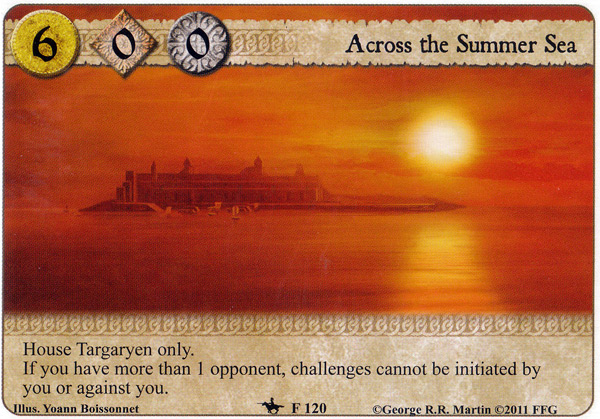 6 0 0 Across the Summer Sea
House Targaryen only.
If you have more than 1 opponent, challenges cannot be initiated by
you or against you.
Illus. Yoann Boissonnet F 120 ©George R.R. Martin ©2011 FFG